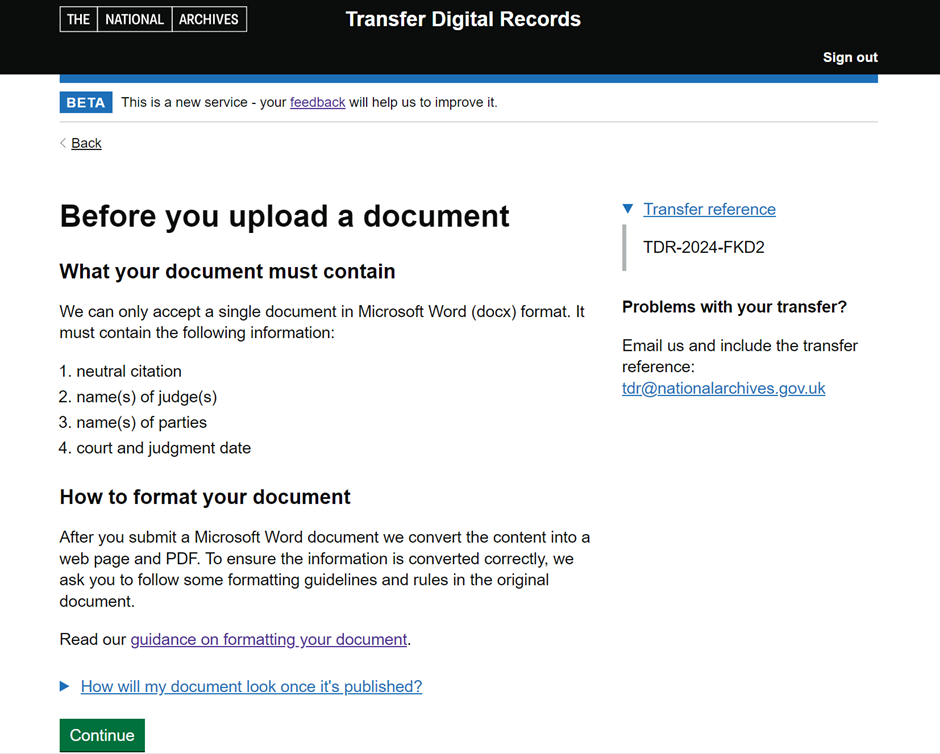 THE NATIONAL ARCHIVES
Transfer Digital Records
Sign out
BETA This is a new service - your feedback will help us to improve it.
Back
Before you upload a document
What your document must contain
We can only accept a single document in Microsoft Word (docx) format. It
must contain the following information:
1. neutral citation
2. name(s) of judge(s)
3. name(s) of parties
4. court and judgment date
How to format your document
After you submit a Microsoft Word document we convert the content into a
web page and PDF. To ensure the information is converted correctly, we
ask you to follow some formatting guidelines and rules in the original
document.
Read our guidance on formatting your document.
How will my document look once it's published?
Continue
Transfer reference
TDR-2024-FKD2
Problems with your transfer?
Email us and include the transfer
reference:
tdr@nationalarchives.gov.uk